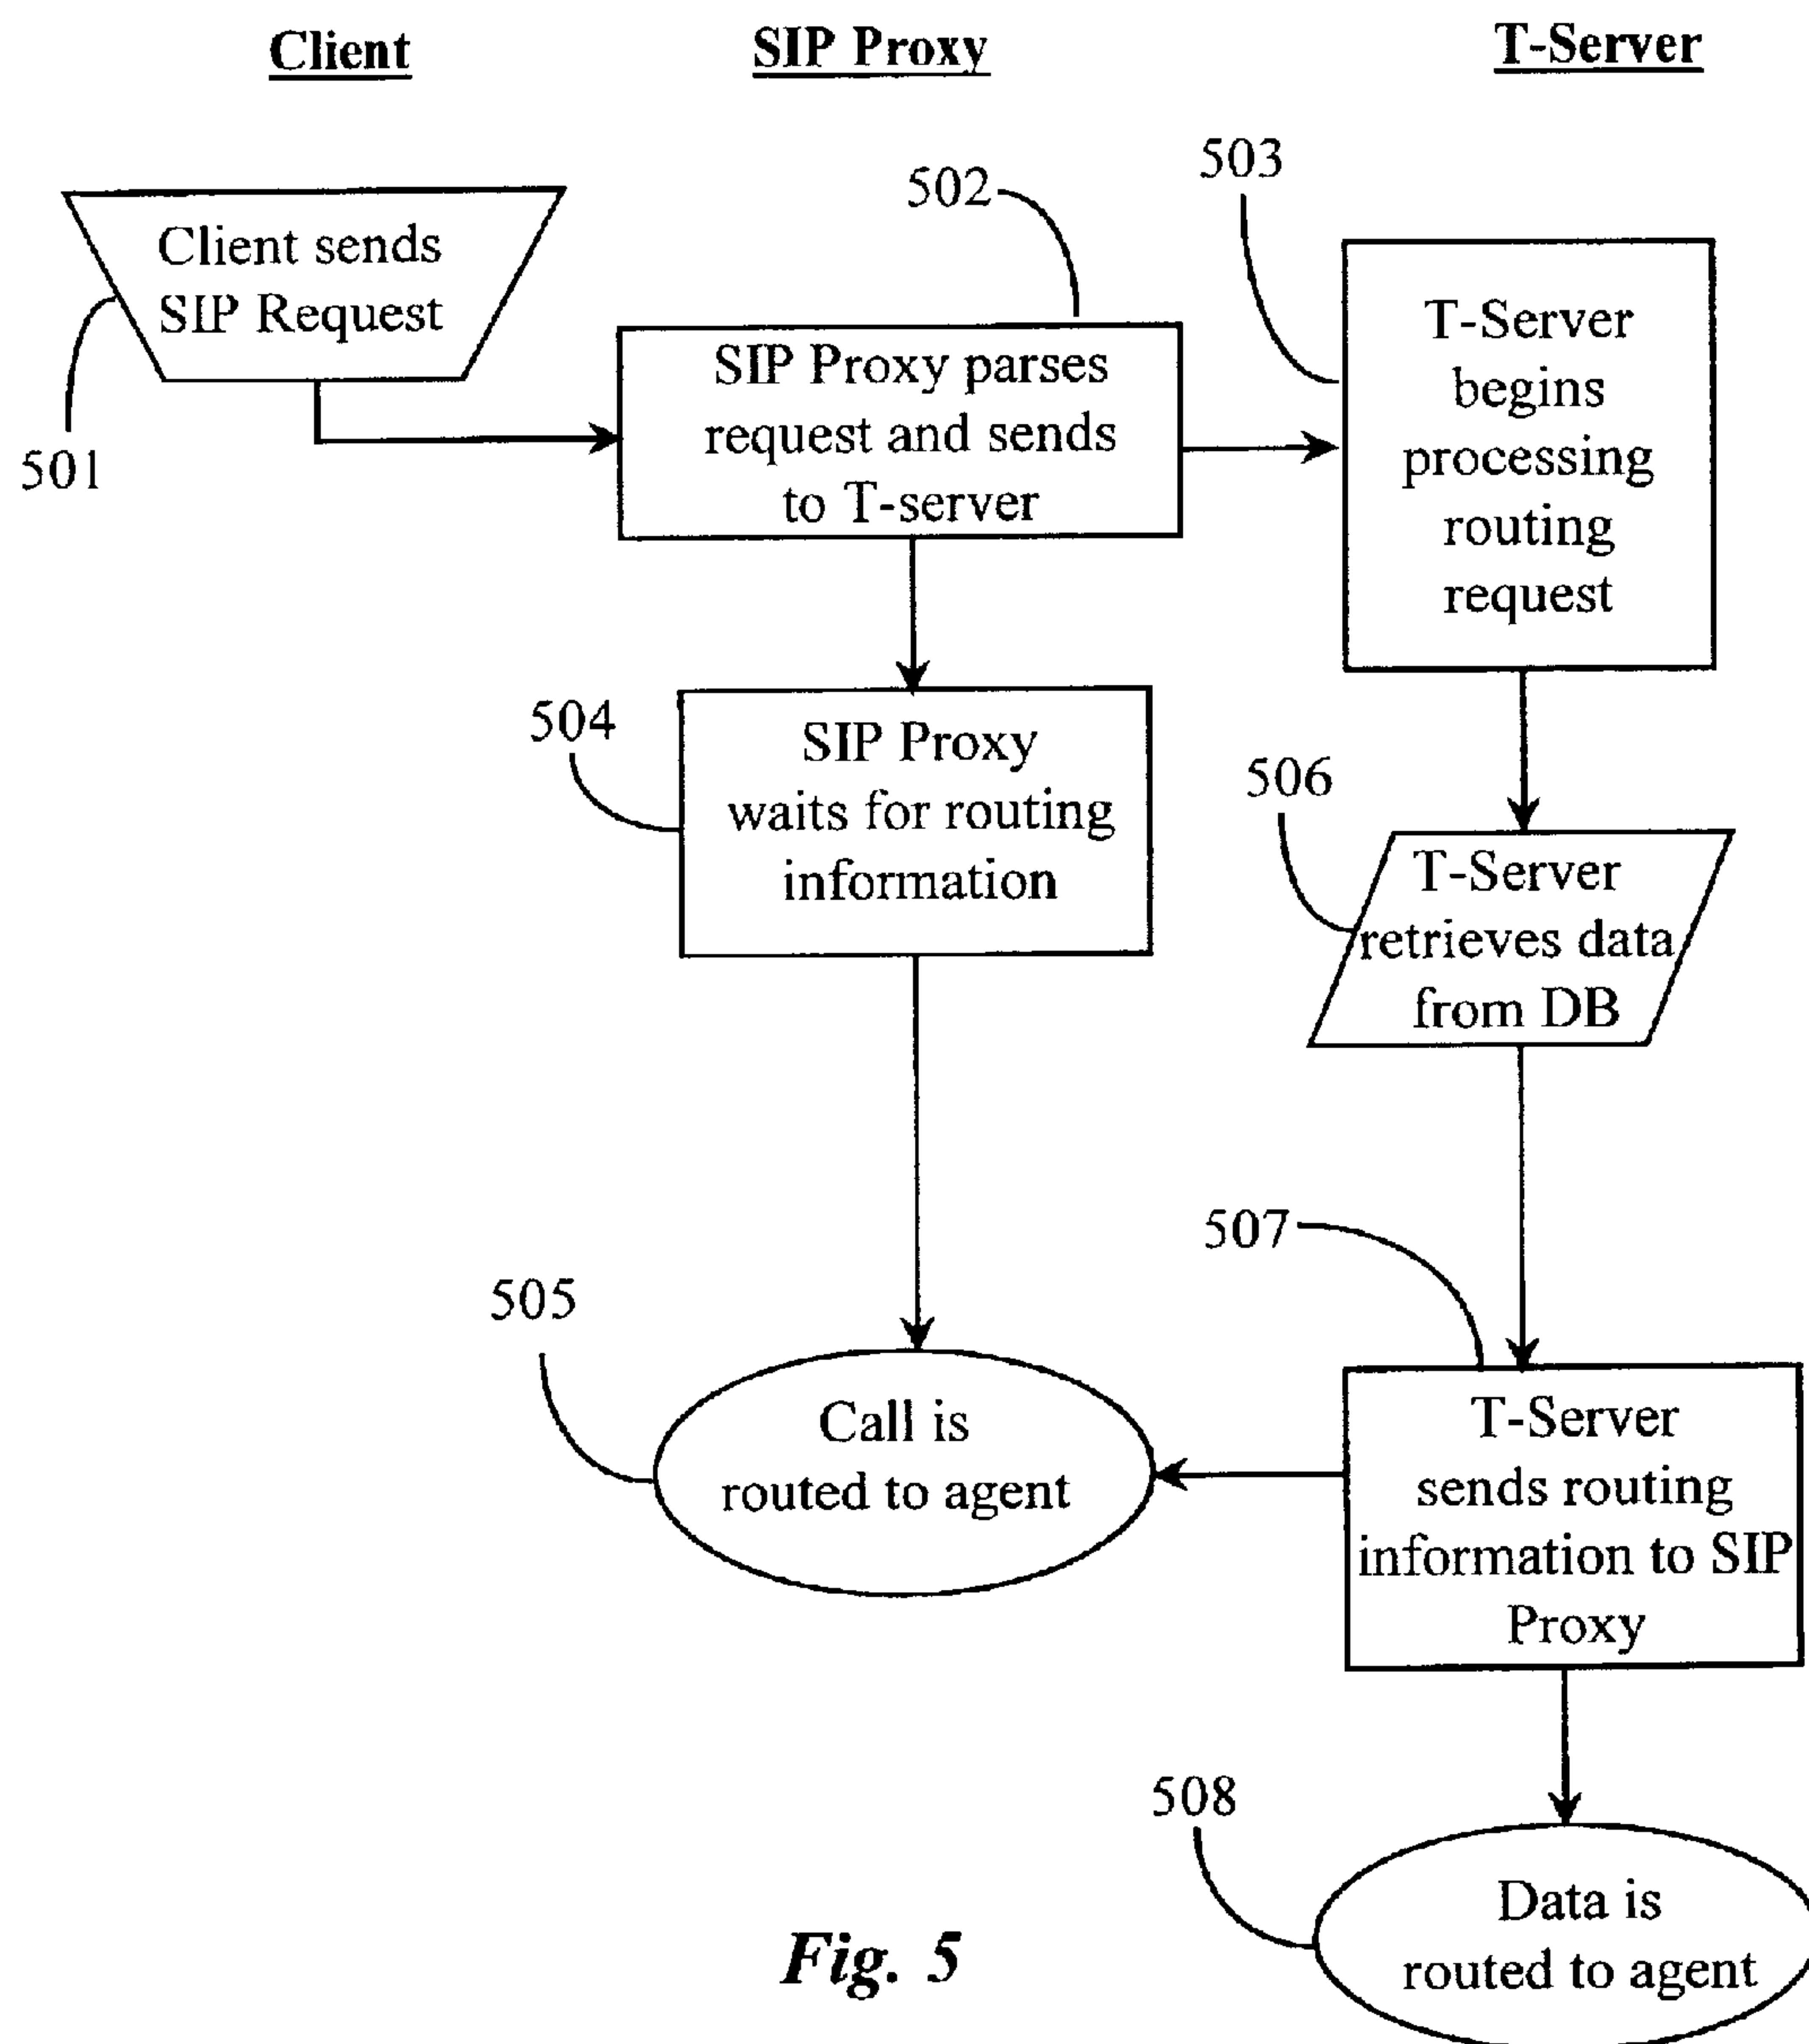 Client
SIP Proxy
T-Server
503
502
Client sends
SIP Request
501
SIP Proxy parses
request and sends
to T-server
T-Server
begins
processing
routing
request
504
SIP Proxy
waits for routing
information
506
T-Server
retrieves data
from DB
507
505
Call is
routed to agent
T-Server
sends routing
information to SIP
Proxy
508
Data is
routed to agent
Fig. 5